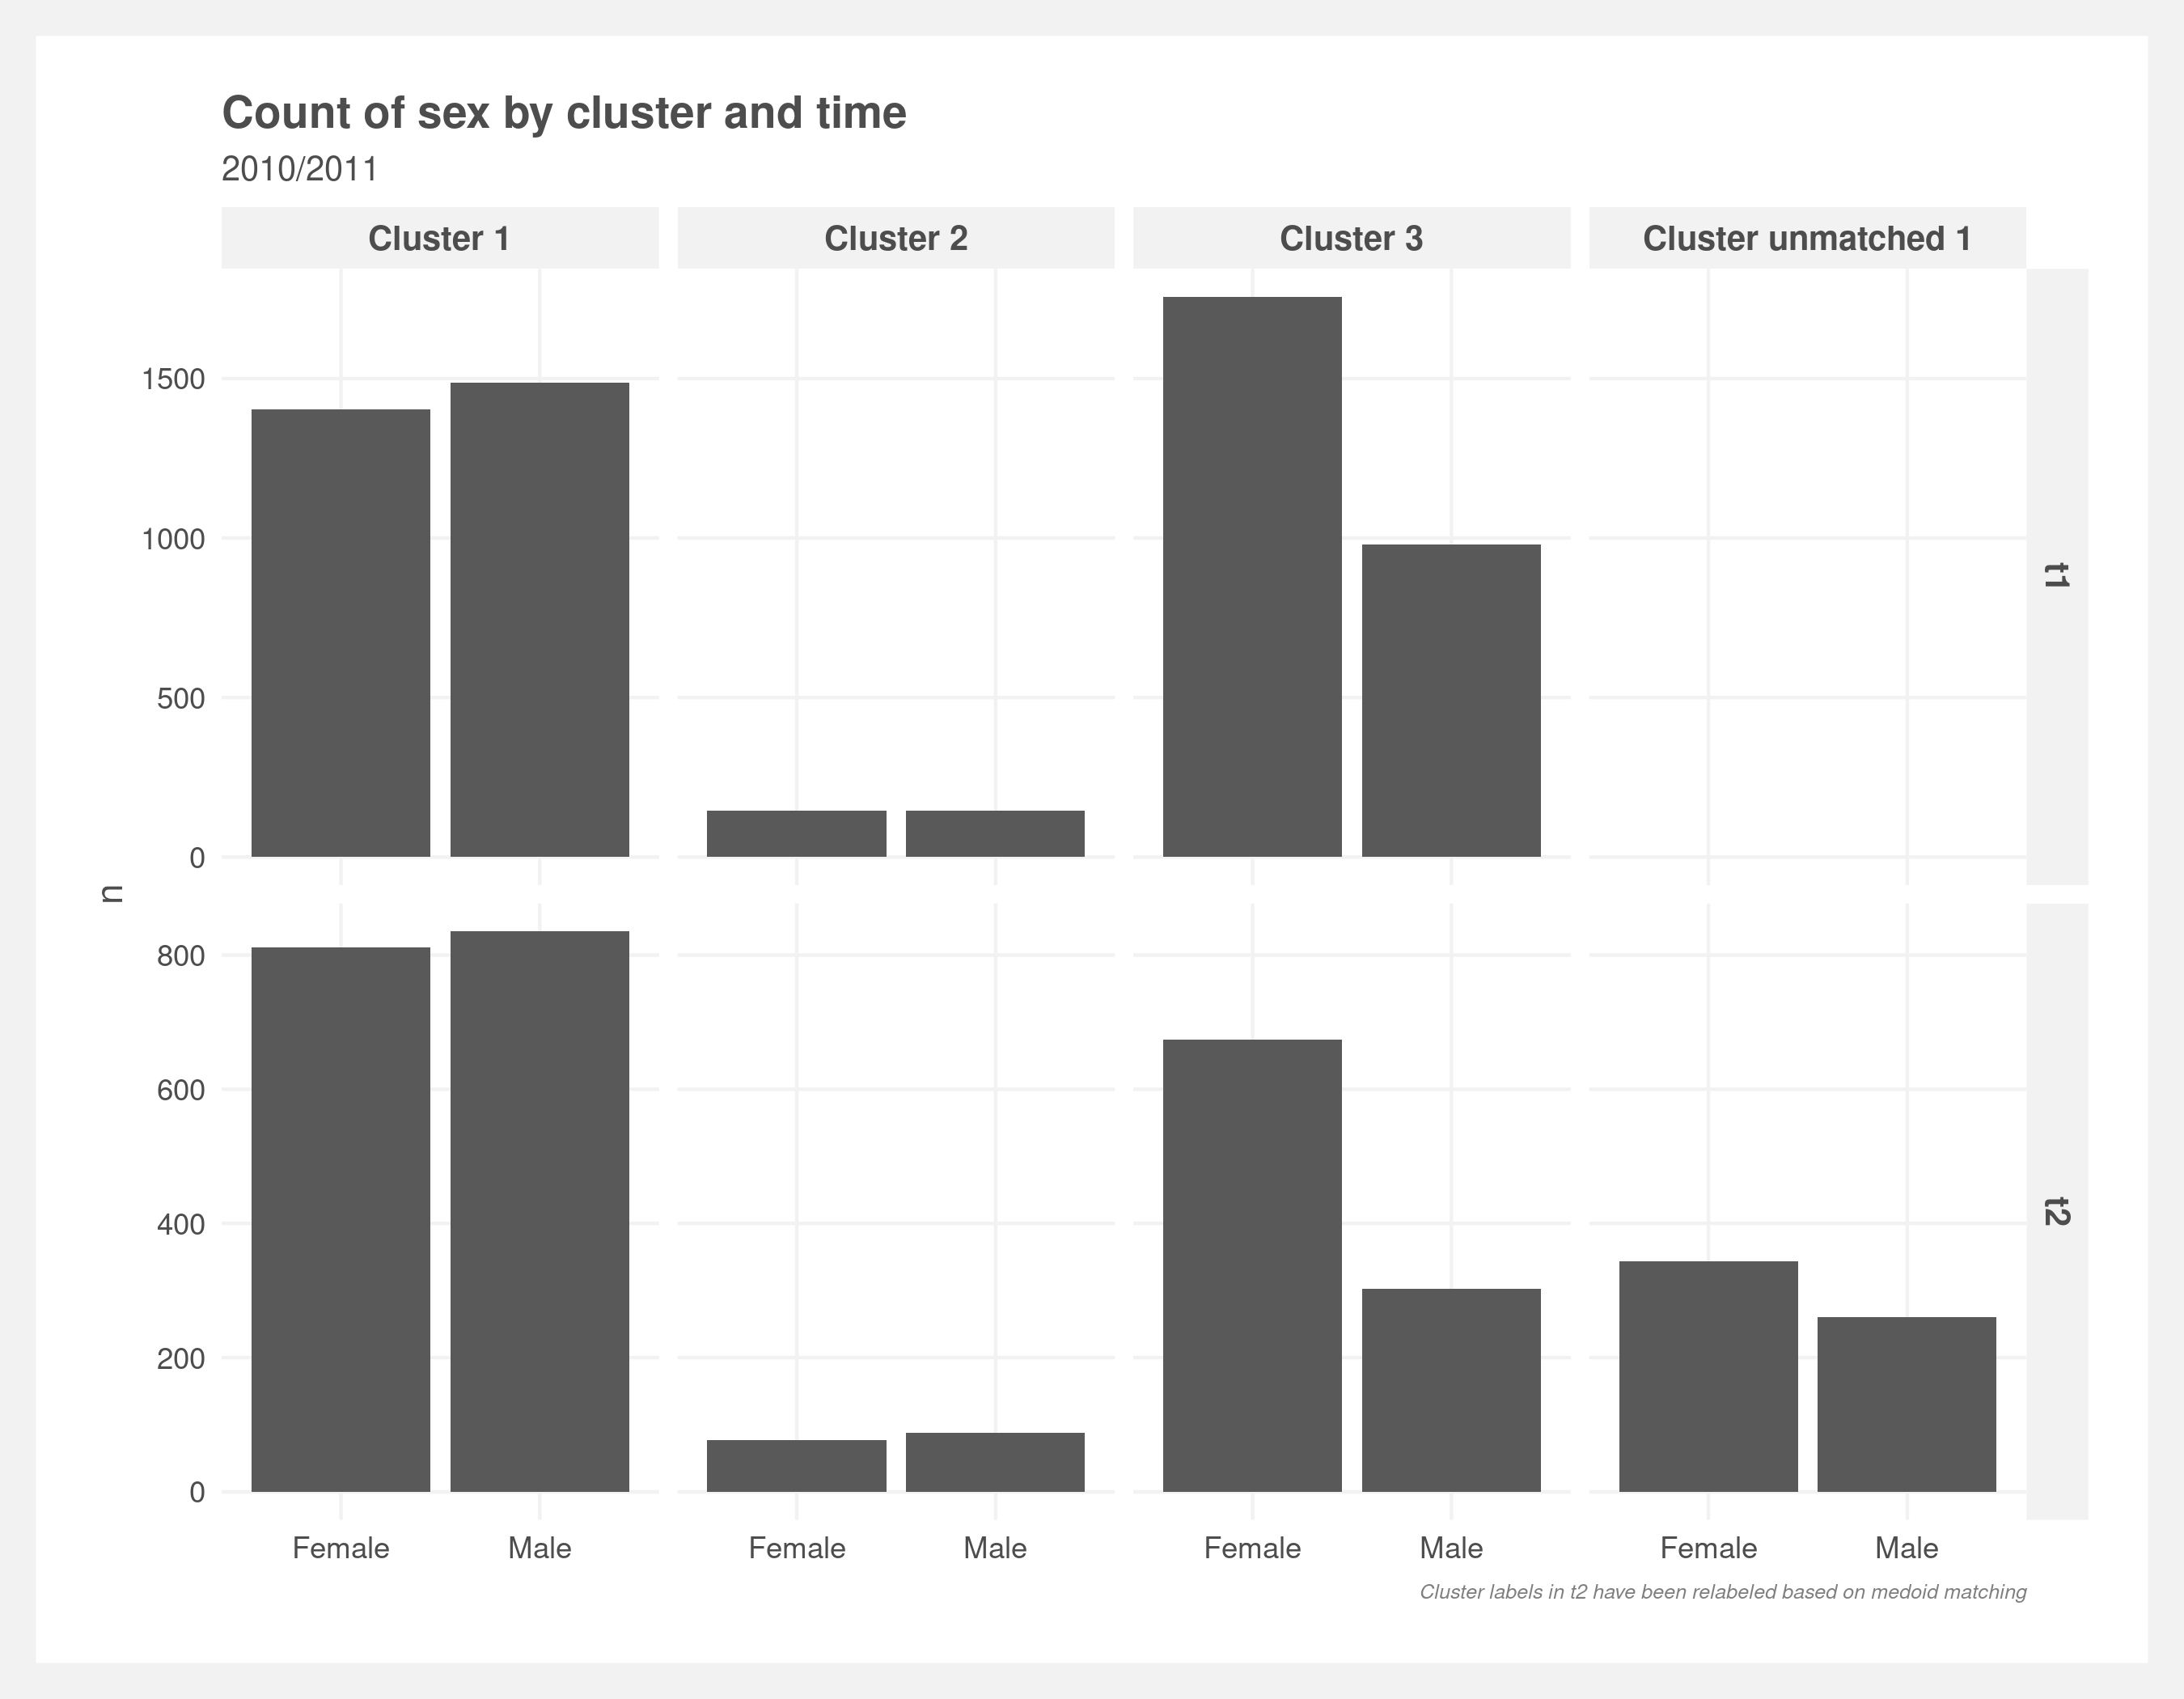 Count of sex by cluster and time
2010/2011
Cluster 1 Cluster 2 Cluster 3 Cluster unmatched 1
1500
1000
500
0
t1
n
800
600
400
200
0
t2
Female Male Female Male Female Male Female Male
Cluster labels in t2 have been relabeled based on medoid matching